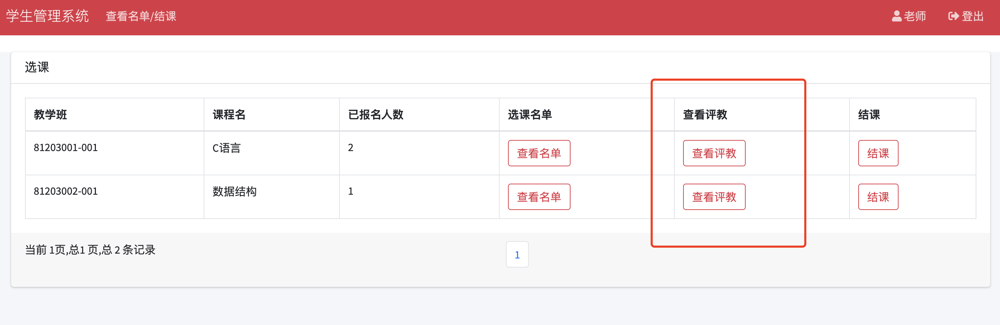 学生管理系统 查看名单/结课 老师 登出
选课
教学班 课程名 已报名人数 选课名单 查看评教 结课
81203001-001 C语言 2 查看名单 查看评教 结课
81203002-001 数据结构 1 查看名单 查看评教 结课
当前 1页,总1 页,总 2 条记录 1